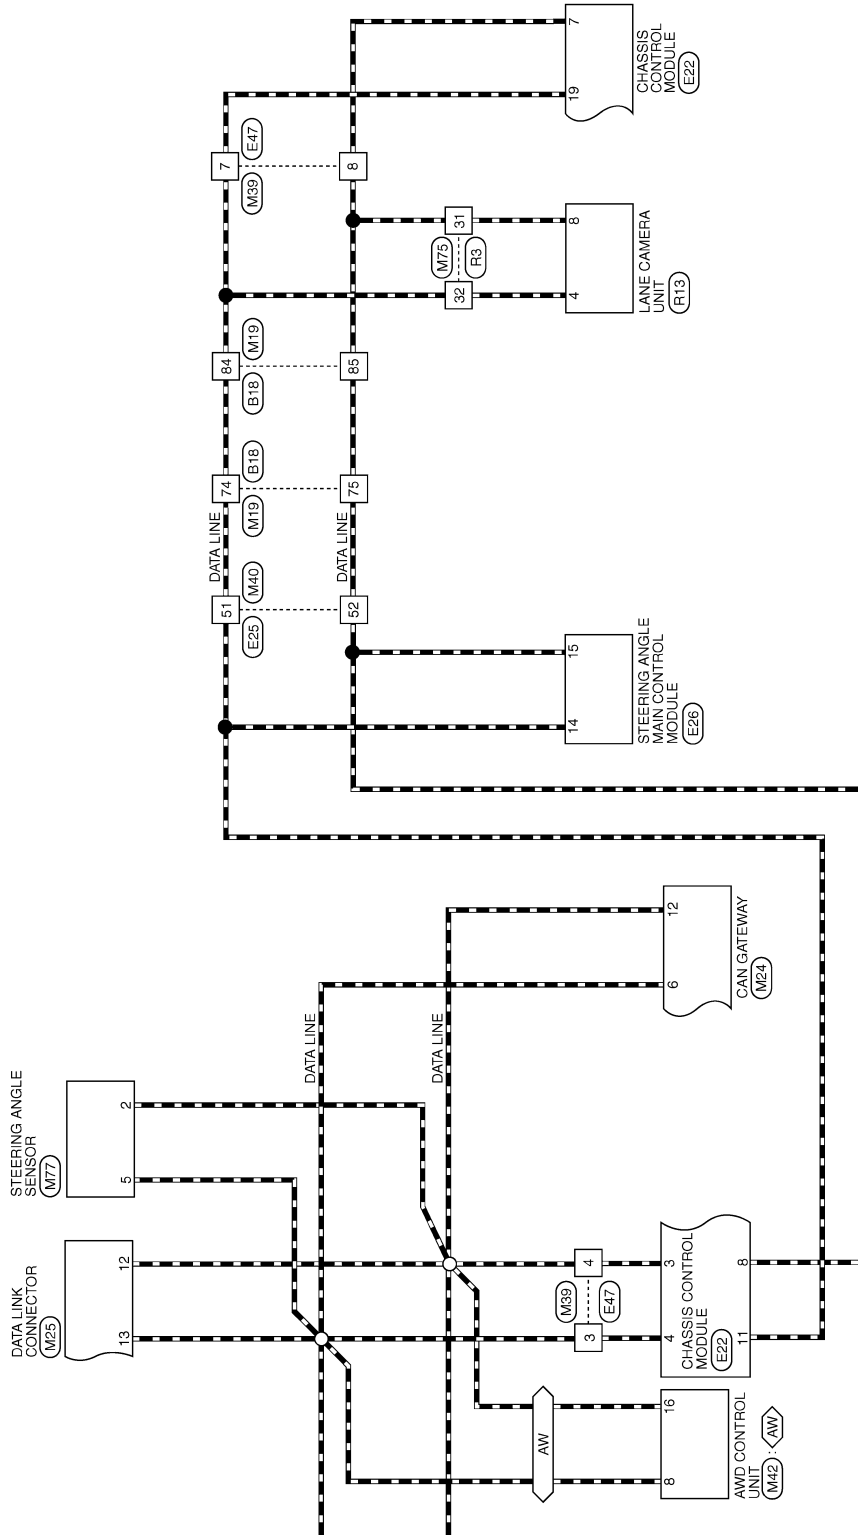 DATA LINK
CONNECTOR
M25
13
12
STEERING ANGLE
SENSOR
M77
5
2
DATA LINE
DATA LINE
AW
8
16
AWD CONTROL
UNIT
M42 : AW
3
4
M39
E47
4
3
CHASSIS CONTROL
MODULE
E22
11
8
6
12
CAN GATEWAY
M24
51
52
E25
M40
DATA LINE
DATA LINE
14
15
STEERING ANGLE
MAIN CONTROL
MODULE
E26
74
75
M19
B18
84
85
B18
M19
32
31
M75
R3
4
8
LANE CAMERA
UNIT
R13
7
8
M39
E47
19
7
CHASSIS
CONTROL
MODULE
E22